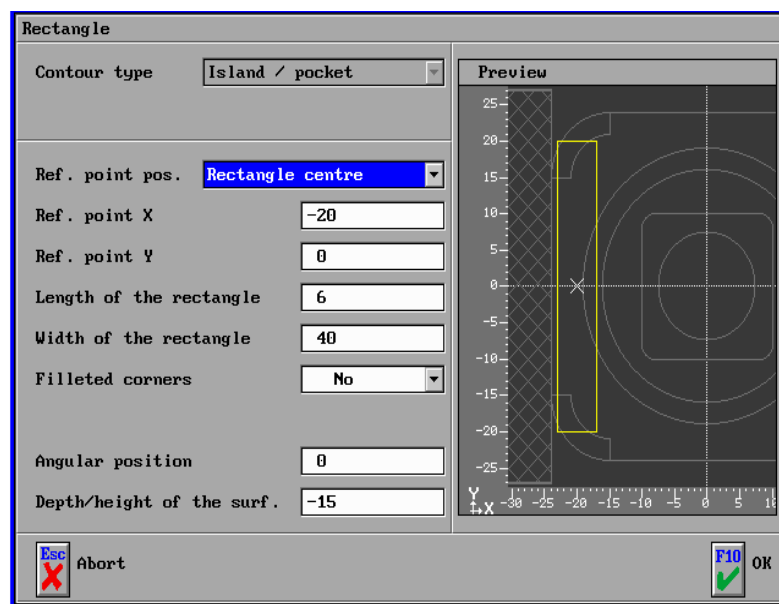 Rectangle
Contour type Island / pocket
Preview
Ref. point pos. Rectangle centre
Ref. point X -20
Ref. point Y 0
Length of the rectangle 6
Width of the rectangle 40
Filleted corners No
Angular position 0
Depth/height of the surf. -15
25
20
15
10
5
0
-5
-10
-15
-20
-25
Y
X -30 -25 -20 -15 -10 -5 0 5
Esc Abort
F10 OK